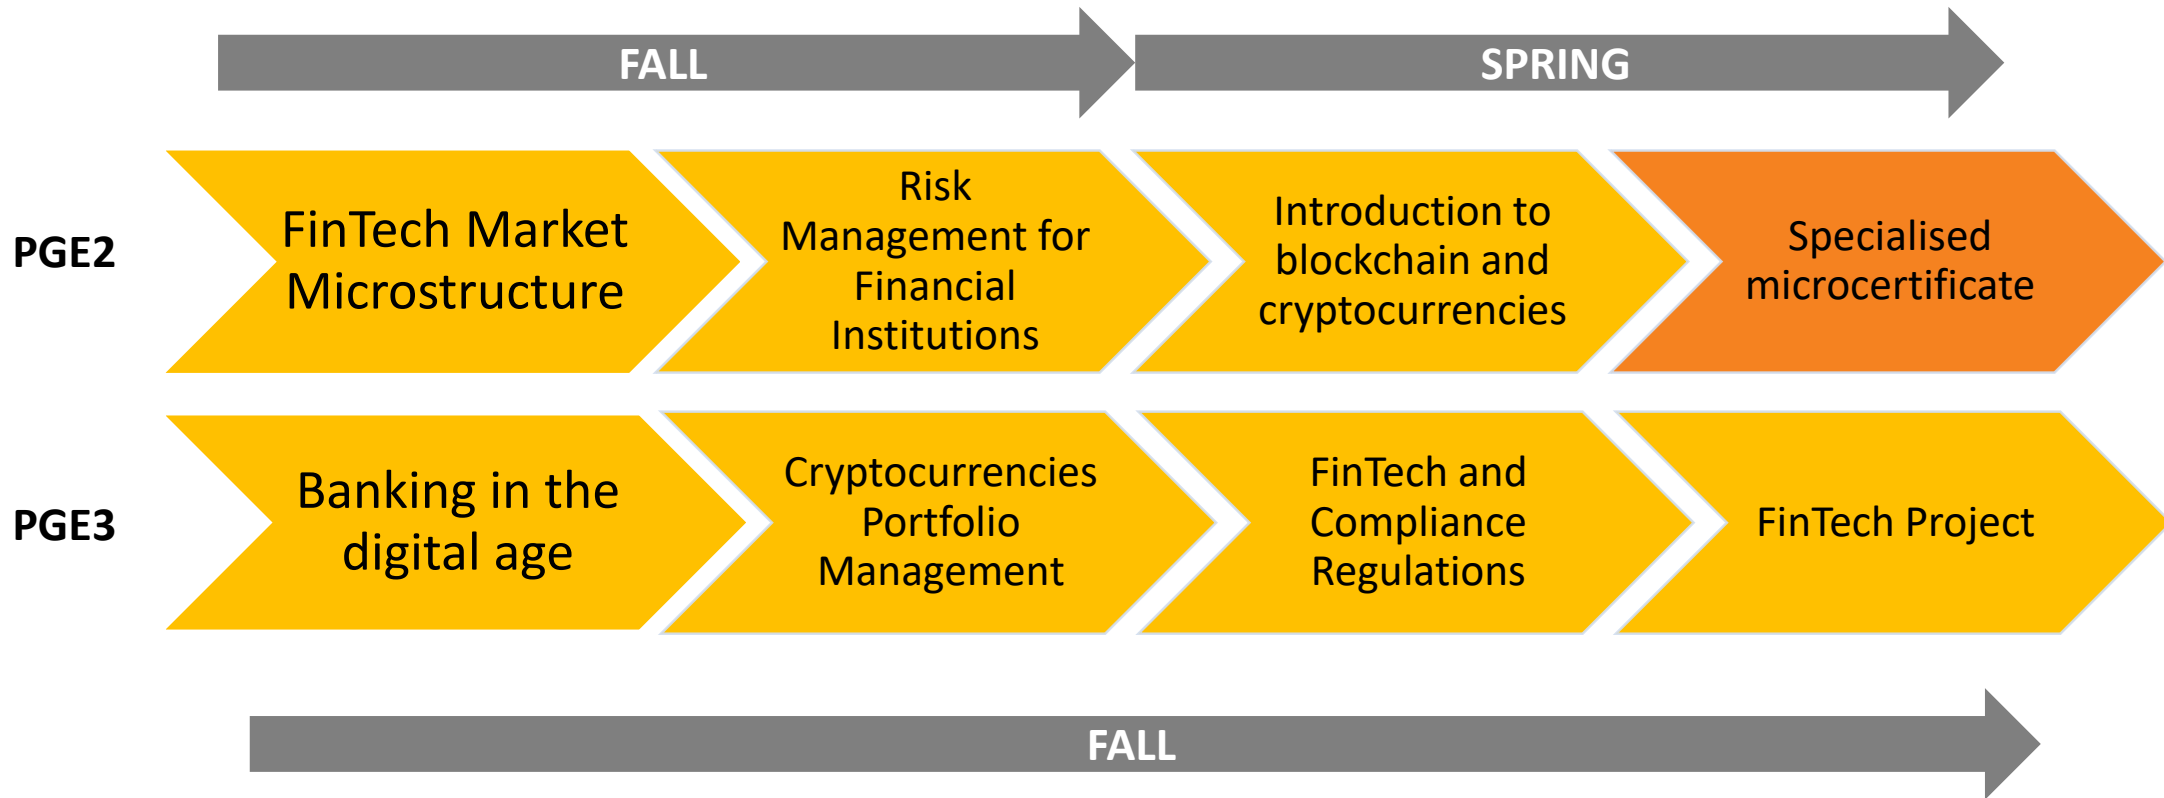 FALL
SPRING
PGE2
FinTech Market
Microstructure
Risk
Management for
Financial
Institutions
Introduction to
blockchain and
cryptocurrencies
Specialised
microcertificate
PGE3
Banking in the
digital age
Cryptocurrencies
Portfolio
Management
FinTech and
Compliance
Regulations
FinTech Project
FALL